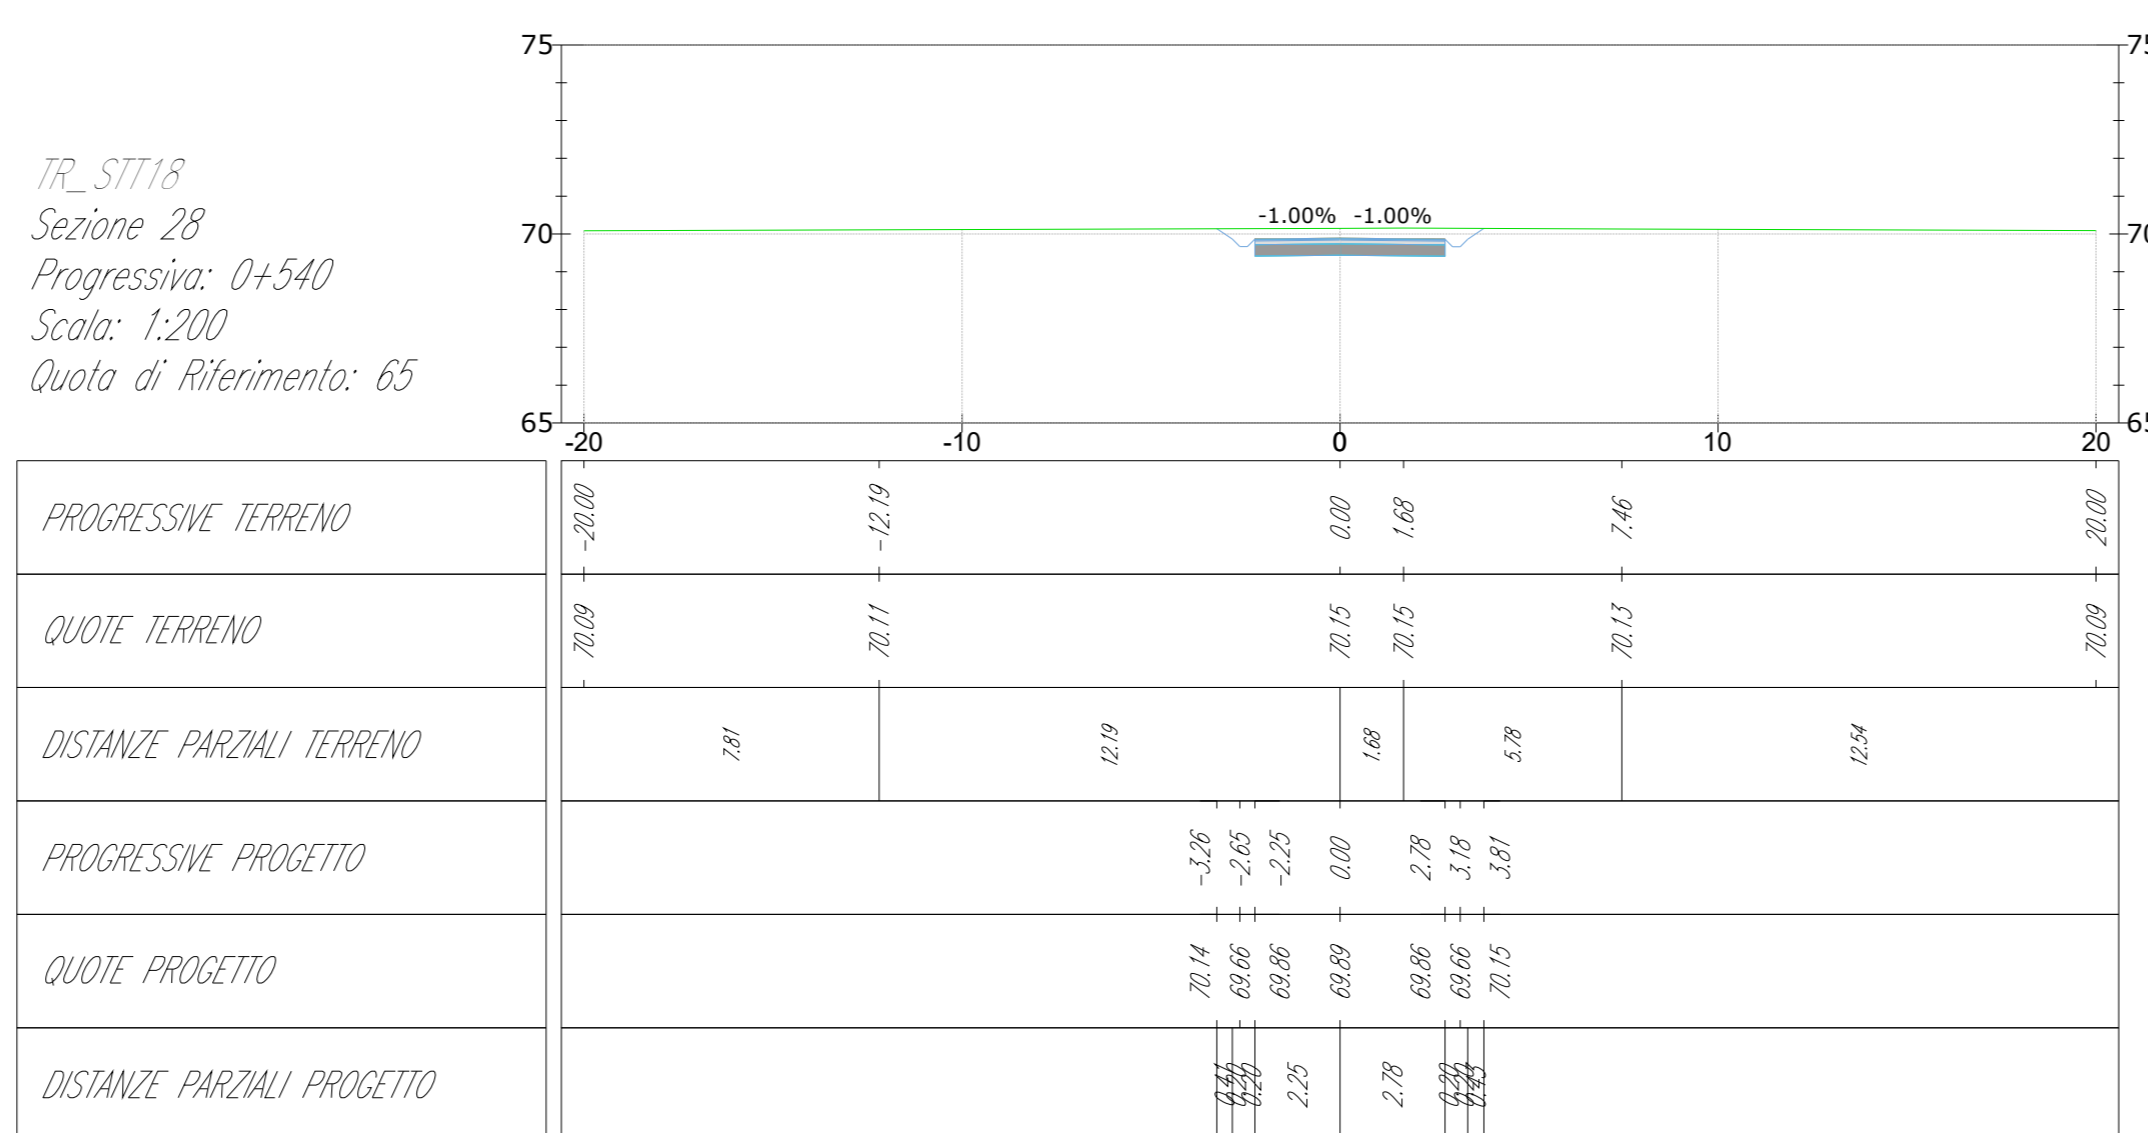 75
75
TR_STT18
Sezione 28
Progressiva: 0+540
Scala: 1:200
Quota di Riferimento: 65
-1.00% -1.00%
70
70
65
65
-20 -10 0 10 20
PROGRESSIVE TERRENO
-20.00 -12.19 0.00 1.68 7.46 20.00
QUOTE TERRENO
70.09 70.11 70.15 70.15 70.13 70.09
DISTANZE PARZIALI TERRENO
7.81 12.19 1.68 5.78 12.54
PROGRESSIVE PROGETTO
-3.26 -2.65 -2.25 0.00 2.78 3.18 3.81
QUOTE PROGETTO
70.14 69.66 69.86 69.89 69.86 69.66 70.15
DISTANZE PARZIALI PROGETTO
0.20 2.25 2.78 0.20